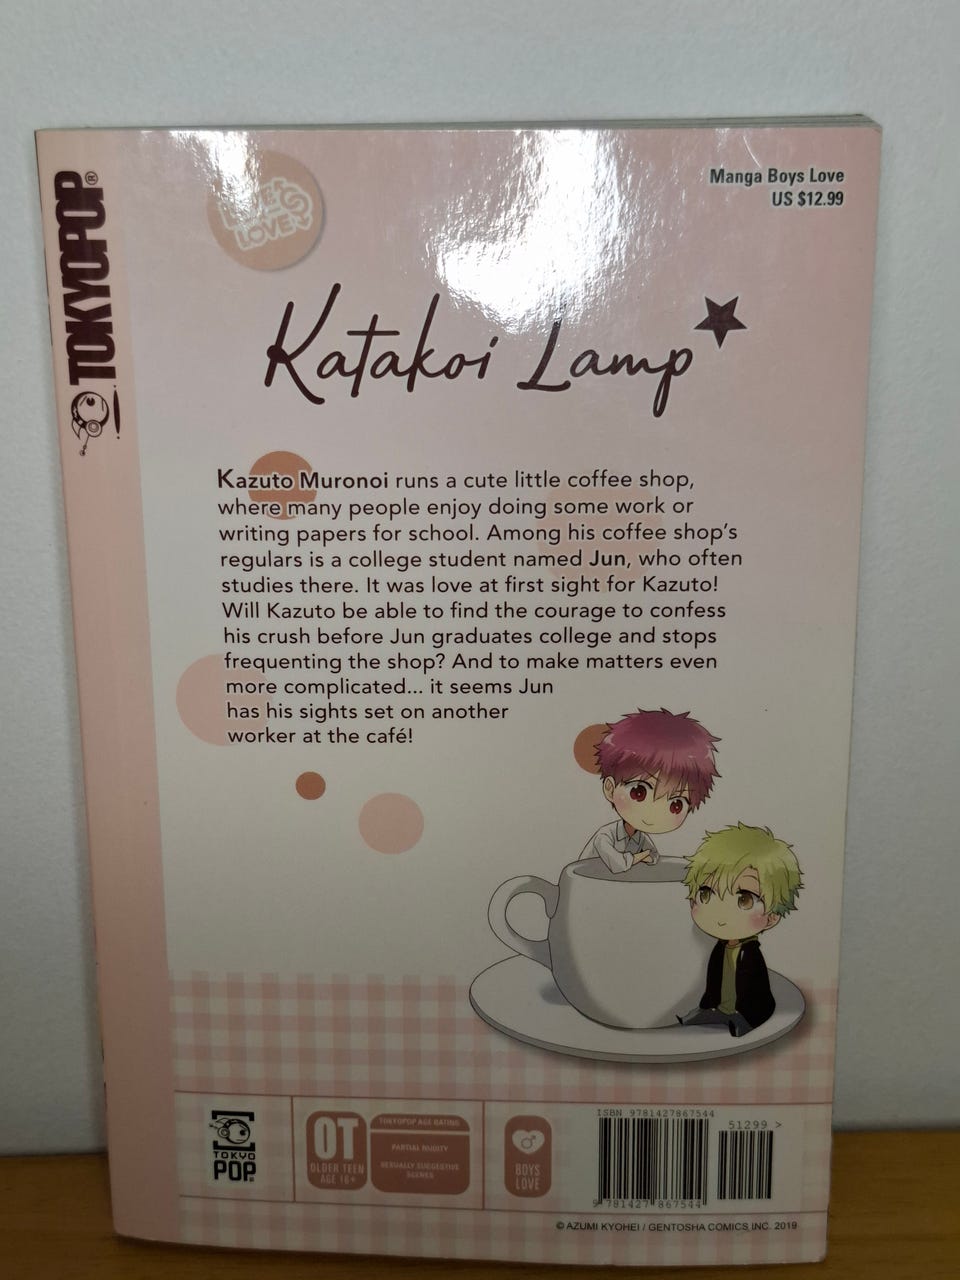 TOKYOPOP®
LOVE
LOVE
Manga Boys Love
US $12.99
Katakoi Lamp
Kazuto Muronoi runs a cute little coffee shop,
where many people enjoy doing some work or
writing papers for school. Among his coffee shop's
regulars is a college student named Jun, who often
studies there. It was love at first sight for Kazuto!
Will Kazuto be able to find the courage to confess
his crush before Jun graduates college and stops
frequenting the shop? And to make matters even
more complicated... it seems Jun
has his sights set on another
worker at the café!
TOKYO
POP®
OT
OLDER TEEN
AGE 16+
TOKYOPOP AGE RATING
PARTIAL NUDITY
SEXUALLY SUGGESTIVE
SCENES
BOYS
LOVE
ISBN 9781427867544
51299 >
9 781427 867544
© AZUMI KYOHEI / GENTOSHA COMICS INC. 2019